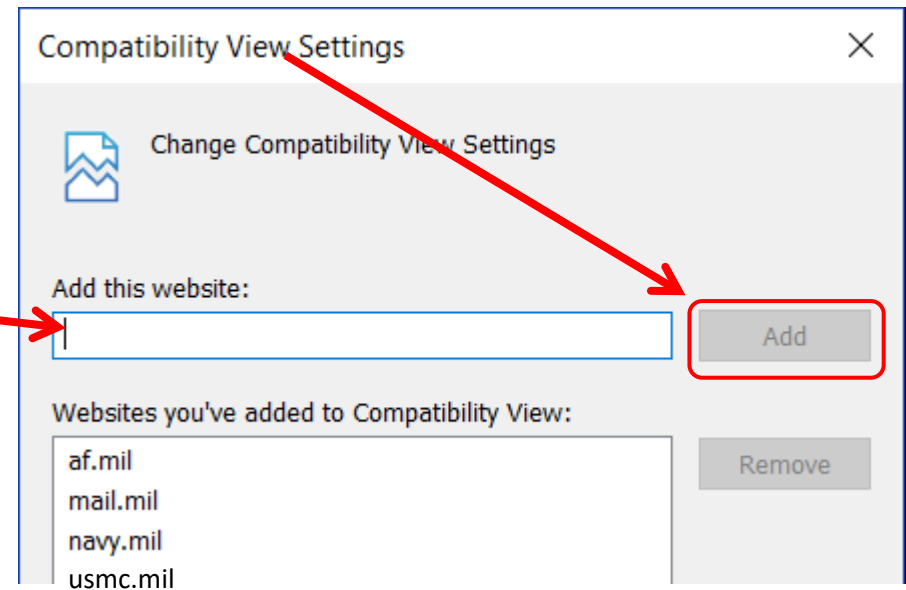 Compatibility View Settings
Change Compatibility View Settings
Add this website:
Add
Websites you've added to Compatibility View:
af.mil
Remove
mail.mil
navy.mil
usmc.mil